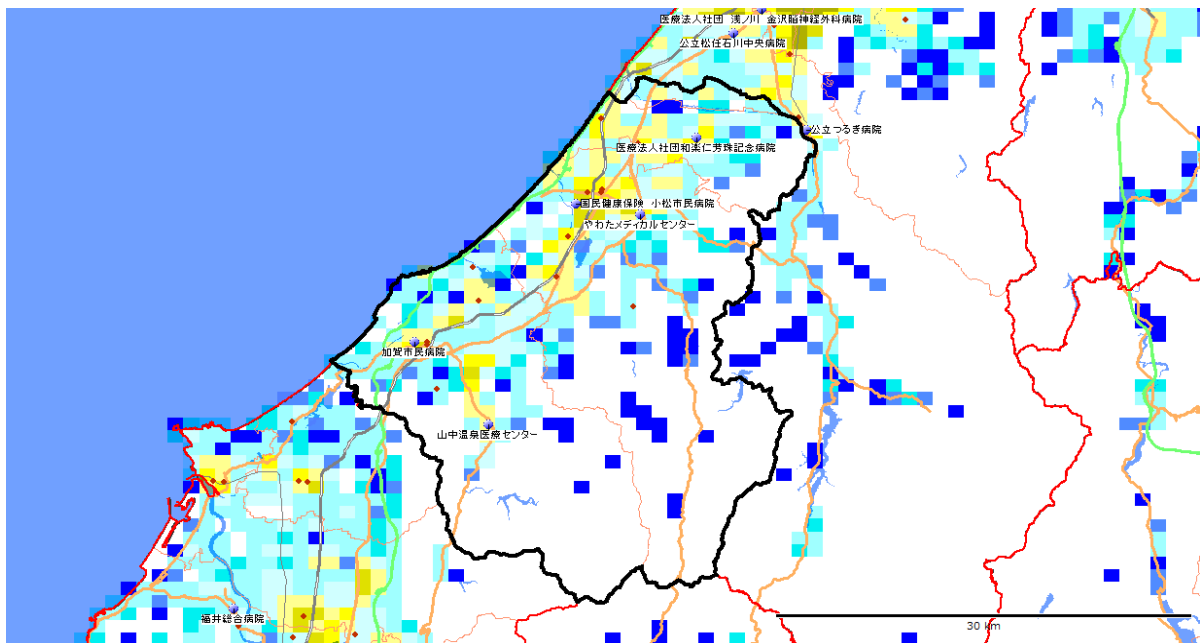 医療法人社団 浅ノ川 金沢脳神経外科病院
公立松任石川中央病院
公立つるぎ病院
医療法人社団和楽仁芳珠記念病院
国民健康保険 小松市民病院
やわたメディカルセンター
加賀市民病院
山中温泉医療センター
福井総合病院
30 km